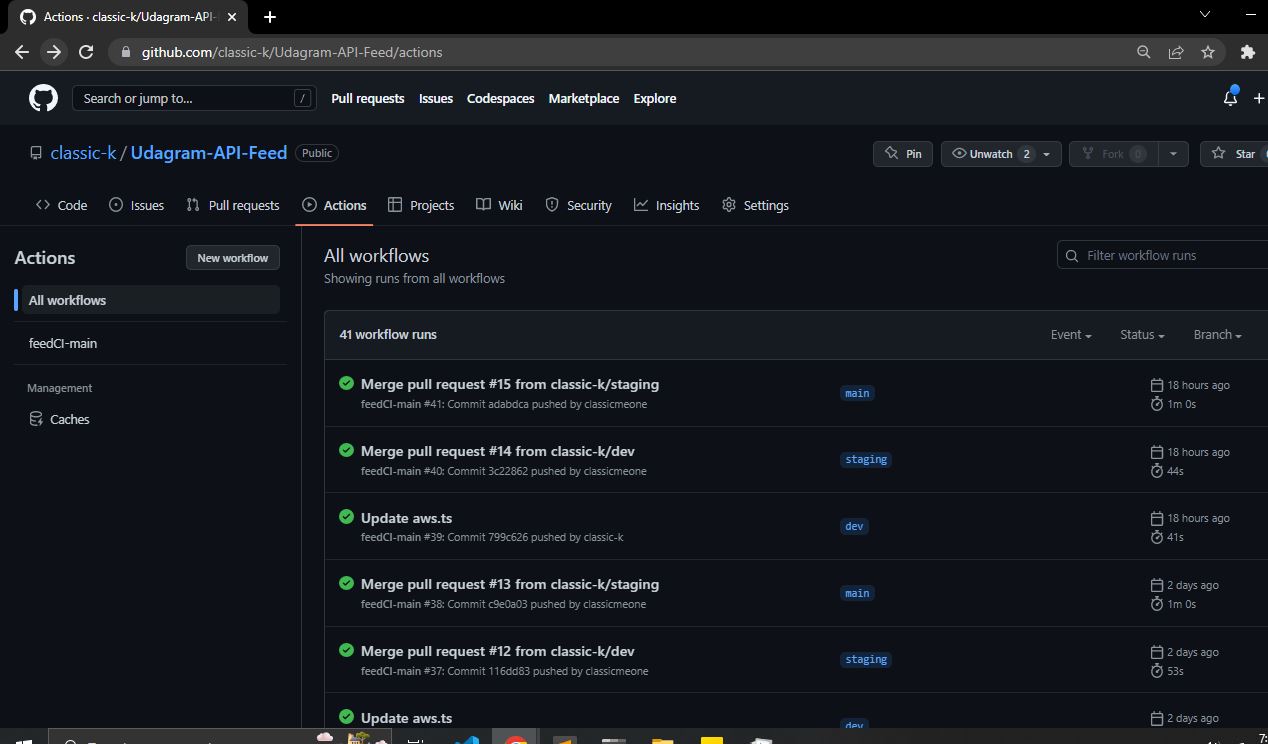 Actions · classic-k/Udagram-API-
github.com/classic-k/Udagram-API-Feed/actions
Search or jump to... /
Pull requests Issues Codespaces Marketplace Explore
classic-k / Udagram-API-Feed Public
Pin Unwatch 2 Fork 0 Star
Code Issues Pull requests Actions Projects Wiki Security Insights Settings
Actions
New workflow
All workflows
feedCI-main
Management
Caches
All workflows
Showing runs from all workflows
Filter workflow runs
41 workflow runs
Event Status Branch
Merge pull request #15 from classic-k/staging
feedCI-main #41: Commit adabdca pushed by classicmeone
main
18 hours ago
1m 0s
Merge pull request #14 from classic-k/dev
feedCI-main #40: Commit 3c22862 pushed by classicmeone
staging
18 hours ago
44s
Update aws.ts
feedCI-main #39: Commit 799c626 pushed by classic-k
dev
18 hours ago
41s
Merge pull request #13 from classic-k/staging
feedCI-main #38: Commit c9e0a03 pushed by classicmeone
main
2 days ago
1m 0s
Merge pull request #12 from classic-k/dev
feedCI-main #37: Commit 116dd83 pushed by classicmeone
staging
2 days ago
53s
Update aws.ts
dev
2 days ago